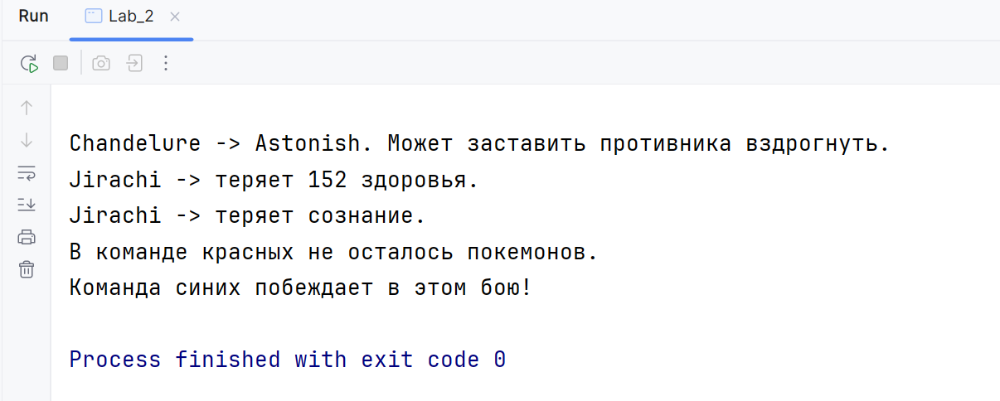 Run Lab_2
Chandelure -> Astonish. Может заставить противника вздрогнуть.
Jirachi -> теряет 152 здоровья.
Jirachi -> теряет сознание.
В команде красных не осталось покемонов.
Команда синих побеждает в этом бою!
Process finished with exit code 0